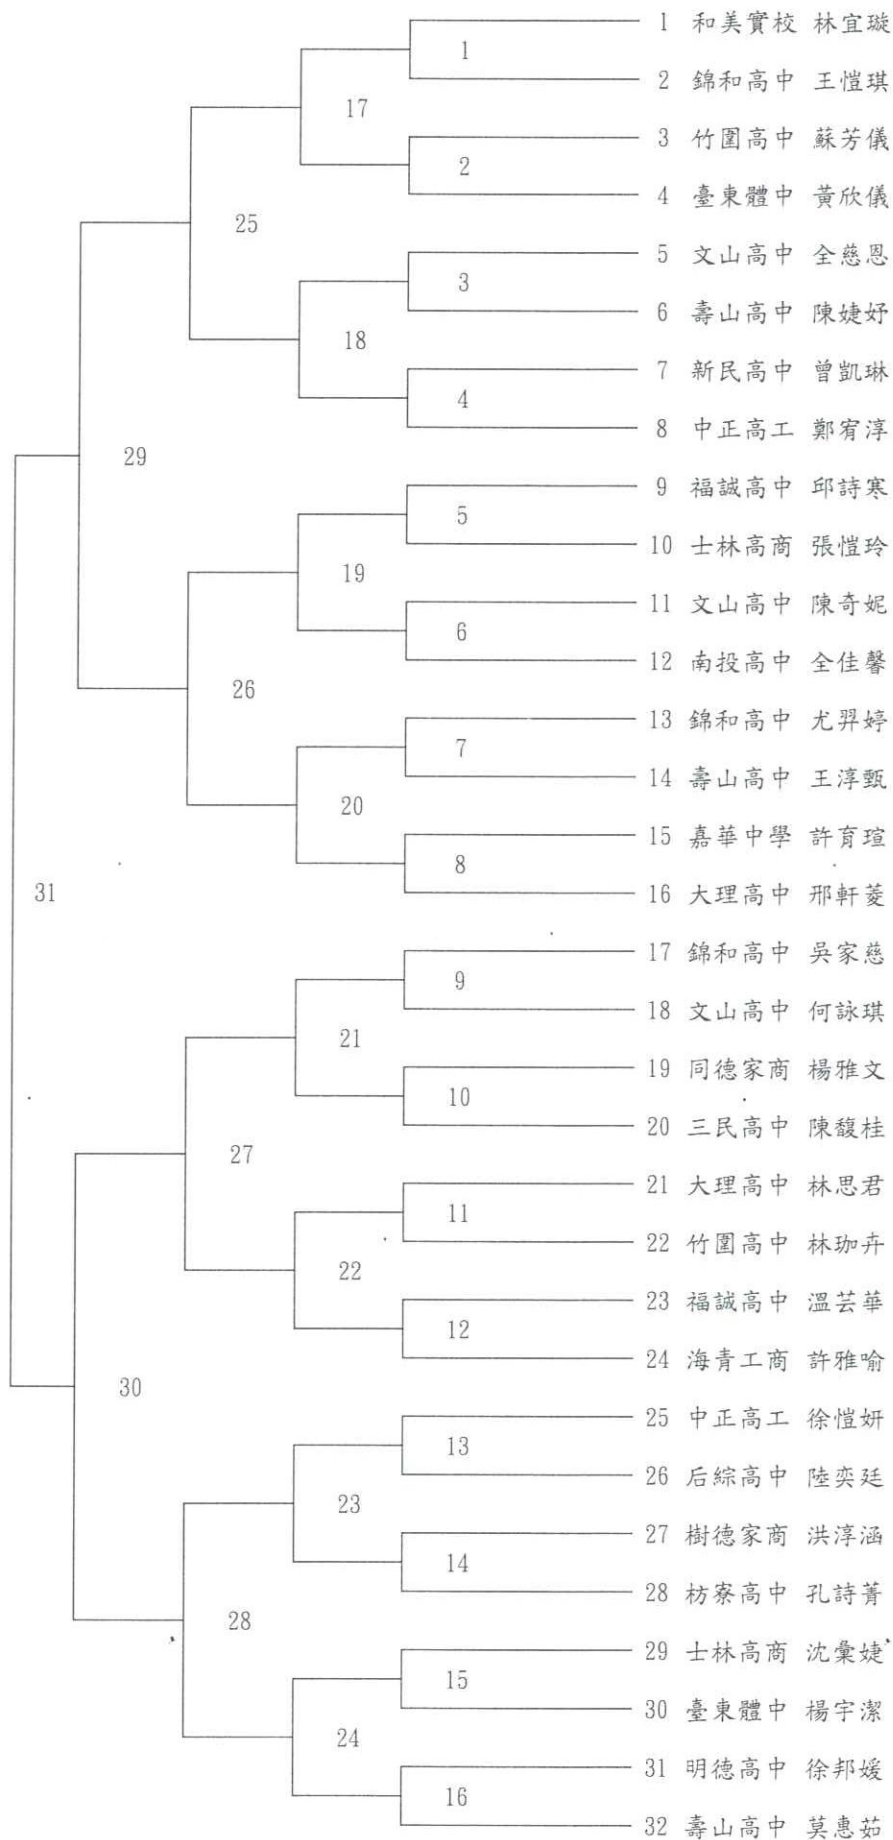 1 和美實校 林宜璇
1
2 錦和高中 王愷琪
17
3 竹圍高中 蘇芳儀
2
4 臺東體中 黃欣儀
25
5 文山高中 全慈恩
3
6 壽山高中 陳婕妤
18
7 新民高中 曾凱琳
4
8 中正高工 鄭宥淳
29
9 福誠高中 邱詩寒
5
10 士林高商 張愷玲
19
11 文山高中 陳奇妮
6
12 南投高中 全佳馨
26
13 錦和高中 尤羿婷
7
14 壽山高中 王淳甄
20
15 嘉華中學 許育瑄
8
16 大理高中 邢軒菱
31
17 錦和高中 吳家慈
9
18 文山高中 何詠琪
21
19 同德家商 楊雅文
10
20 三民高中 陳馥桂
27
21 大理高中 林思君
11
22 竹圍高中 林珈卉
22
23 福誠高中 溫芸華
12
24 海青工商 許雅喻
30
25 中正高工 徐愷妍
13
26 后綜高中 陸奕廷
23
27 樹德家商 洪淳涵
14
28 枋寮高中 孔詩菁
28
29 士林高商 沈彙婕
15
30 臺東體中 楊宇潔
24
31 明德高中 徐邦媛
16
32 壽山高中 莫惠茹